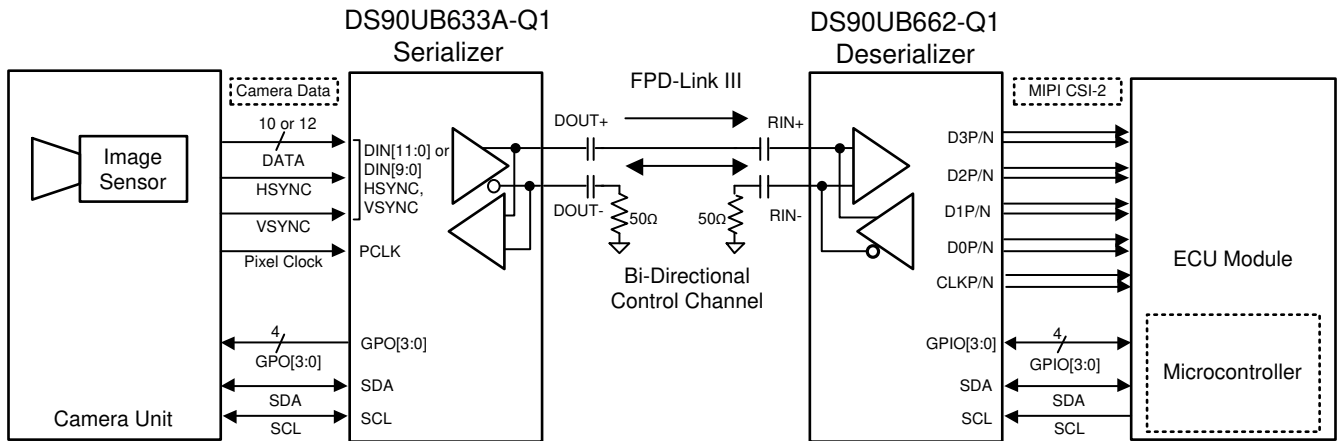 DS90UB633A-Q1
Serializer
DS90UB662-Q1
Deserializer
FPD-Link III
Camera Data
MIPI CSI-2
Image
Sensor
10 or 12
DATA
HSYNC
VSYNC
Pixel Clock
4
GPO[3:0]
SDA
SCL
Camera Unit
DIN[11:0] or
DIN[9:0]
HSYNC,
VSYNC
PCLK
GPO[3:0]
SDA
SCL
DOUT+
DOUT-
50Ω
RIN+
RIN-
50Ω
Bi-Directional
Control Channel
D3P/N
D2P/N
D1P/N
D0P/N
CLKP/N
GPIO[3:0]
SDA
SCL
4
GPIO[3:0]
SDA
SCL
ECU Module
Microcontroller